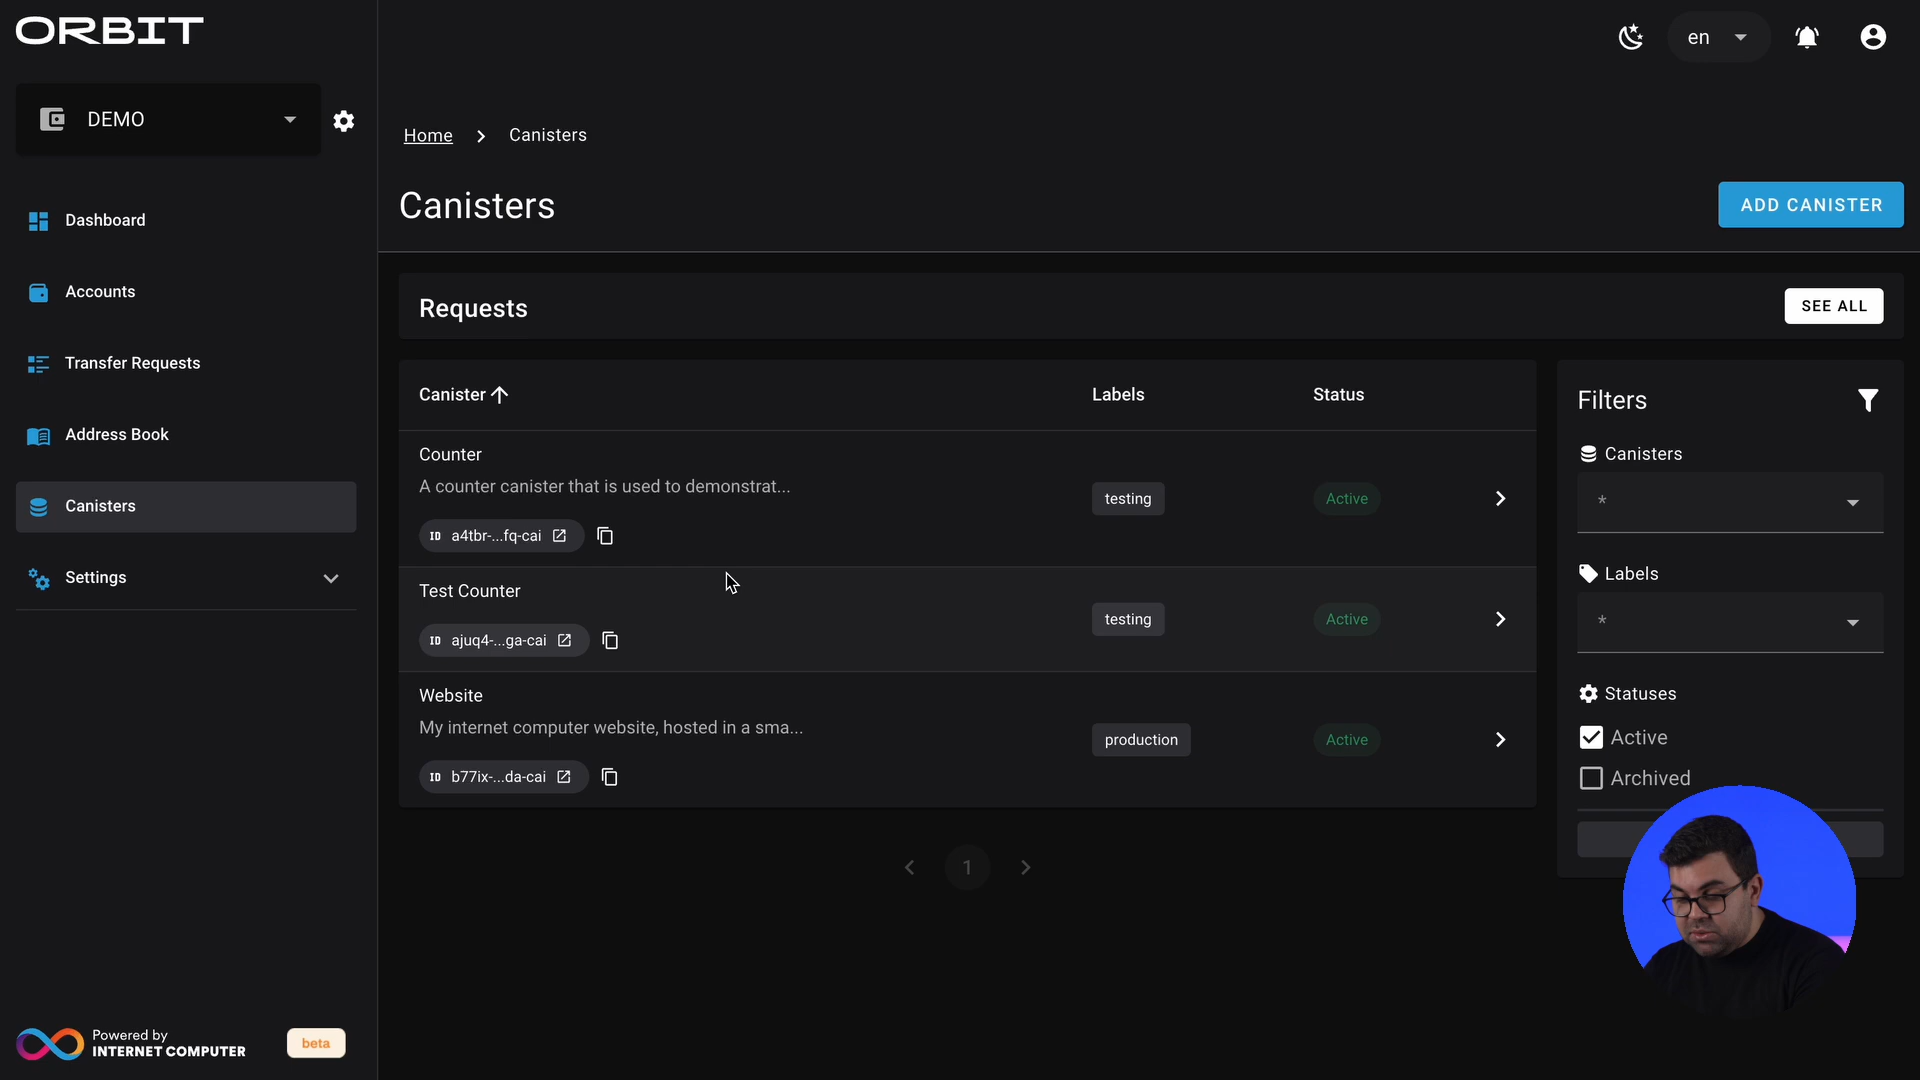 ORBIT
en
DEMO
Home
Canisters
Dashboard
Accounts
Transfer Requests
Address Book
Canisters
Settings
Canisters
ADD CANISTER
Requests
SEE ALL
Canister
Labels
Status
Counter
A counter canister that is used to demonstrat...
ID a4tbr-...fq-cai
testing
Active
Test Counter
ID ajuq4-...ga-cai
testing
Active
Website
My internet computer website, hosted in a sma...
ID b77ix-...da-cai
production
Active
1
Filters
Canisters
*
Labels
*
Statuses
Active
Archived
Powered by
INTERNET COMPUTER
beta